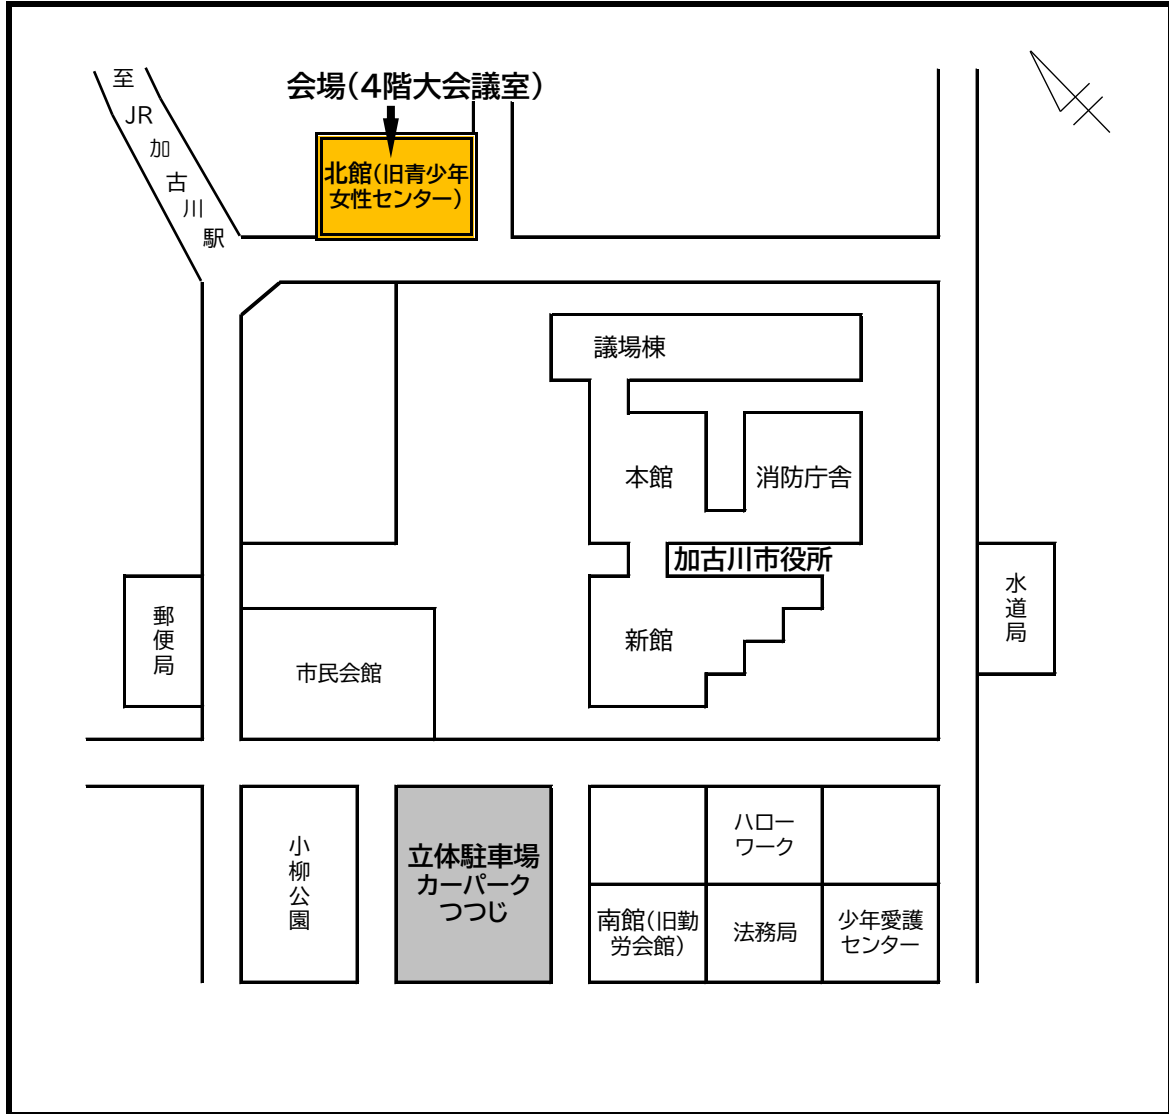 会場(4階大会議室)
至JR加古川駅
北館(旧青少年
女性センター)
議場棟
本館
消防庁舎
加古川市役所
水道局
郵便局
新館
市民会館
小柳公園
立体駐車場
カーパーク
つつじ
ハロー
ワーク
南館(旧勤
労会館)
法務局
少年愛護
センター